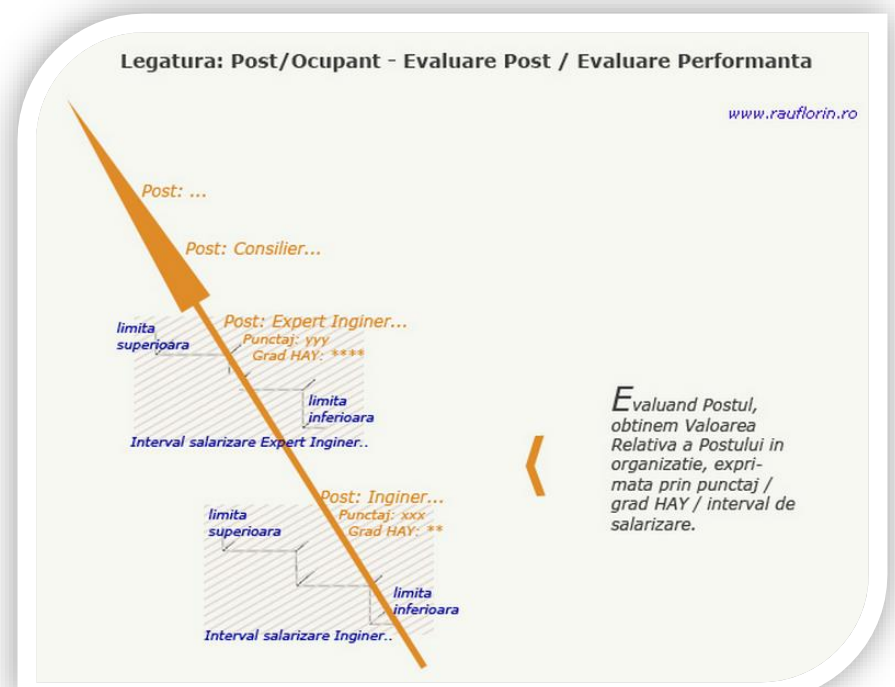 Legatura: Post/Ocupant - Evaluare Post / Evaluare Performanta
www.rauflorin.ro
Post: ...
Post: Consilier...
Post: Expert Inginer...
Punctaj: yyy
Grad HAY: ****
limita
superioara
limita
inferioara
Interval salarizare Expert Inginer..
Evaluand Postul,
obtinem Valoarea
Relativa a Postului in
organizatie, expri-
mata prin punctaj /
grad HAY / interval de
salarizare.
Post: Inginer...
Punctaj: xxx
Grad HAY: **
limita
superioara
limita
inferioara
Interval salarizare Inginer..